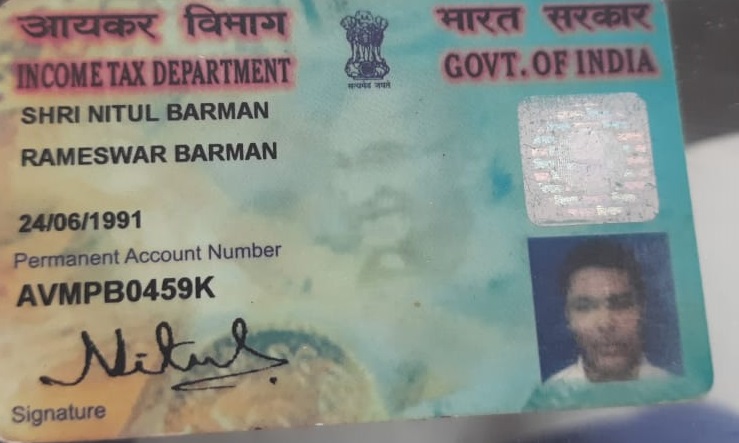 आयकर विभाग
भारत सरकार
INCOME TAX DEPARTMENT
GOVT. OF INDIA
सत्यमेव जयते
SHRI NITUL BARMAN
RAMESWAR BARMAN
24/06/1991
Permanent Account Number
AVMPB0459K
Nitul
Signature